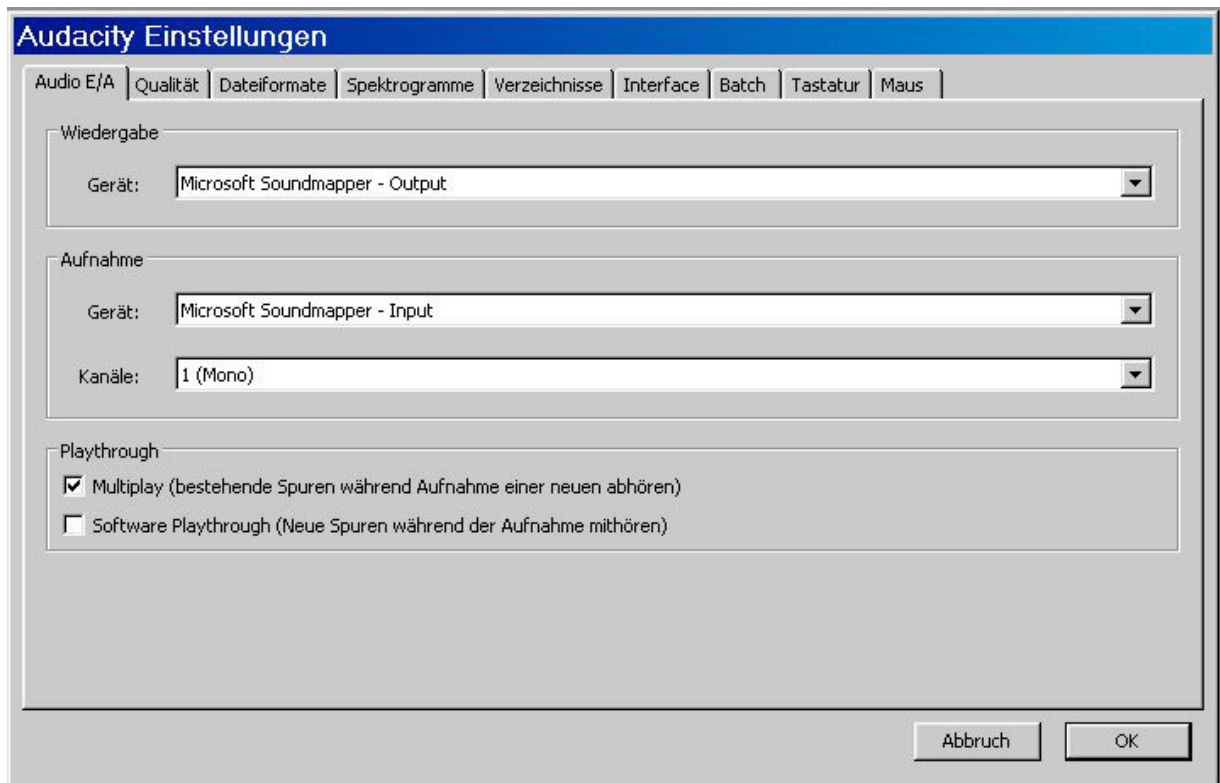 Audacity Einstellungen
Audio E/A Qualität Dateiformate Spektrogramme Verzeichnisse Interface Batch Tastatur Maus
Wiedergabe
Gerät: Microsoft Soundmapper - Output
Aufnahme
Gerät: Microsoft Soundmapper - Input
Kanäle: 1 (Mono)
Playthrough
Multiplay (bestehende Spuren während Aufnahme einer neuen abhören)
Software Playthrough (Neue Spuren während der Aufnahme mithören)
Abbruch OK